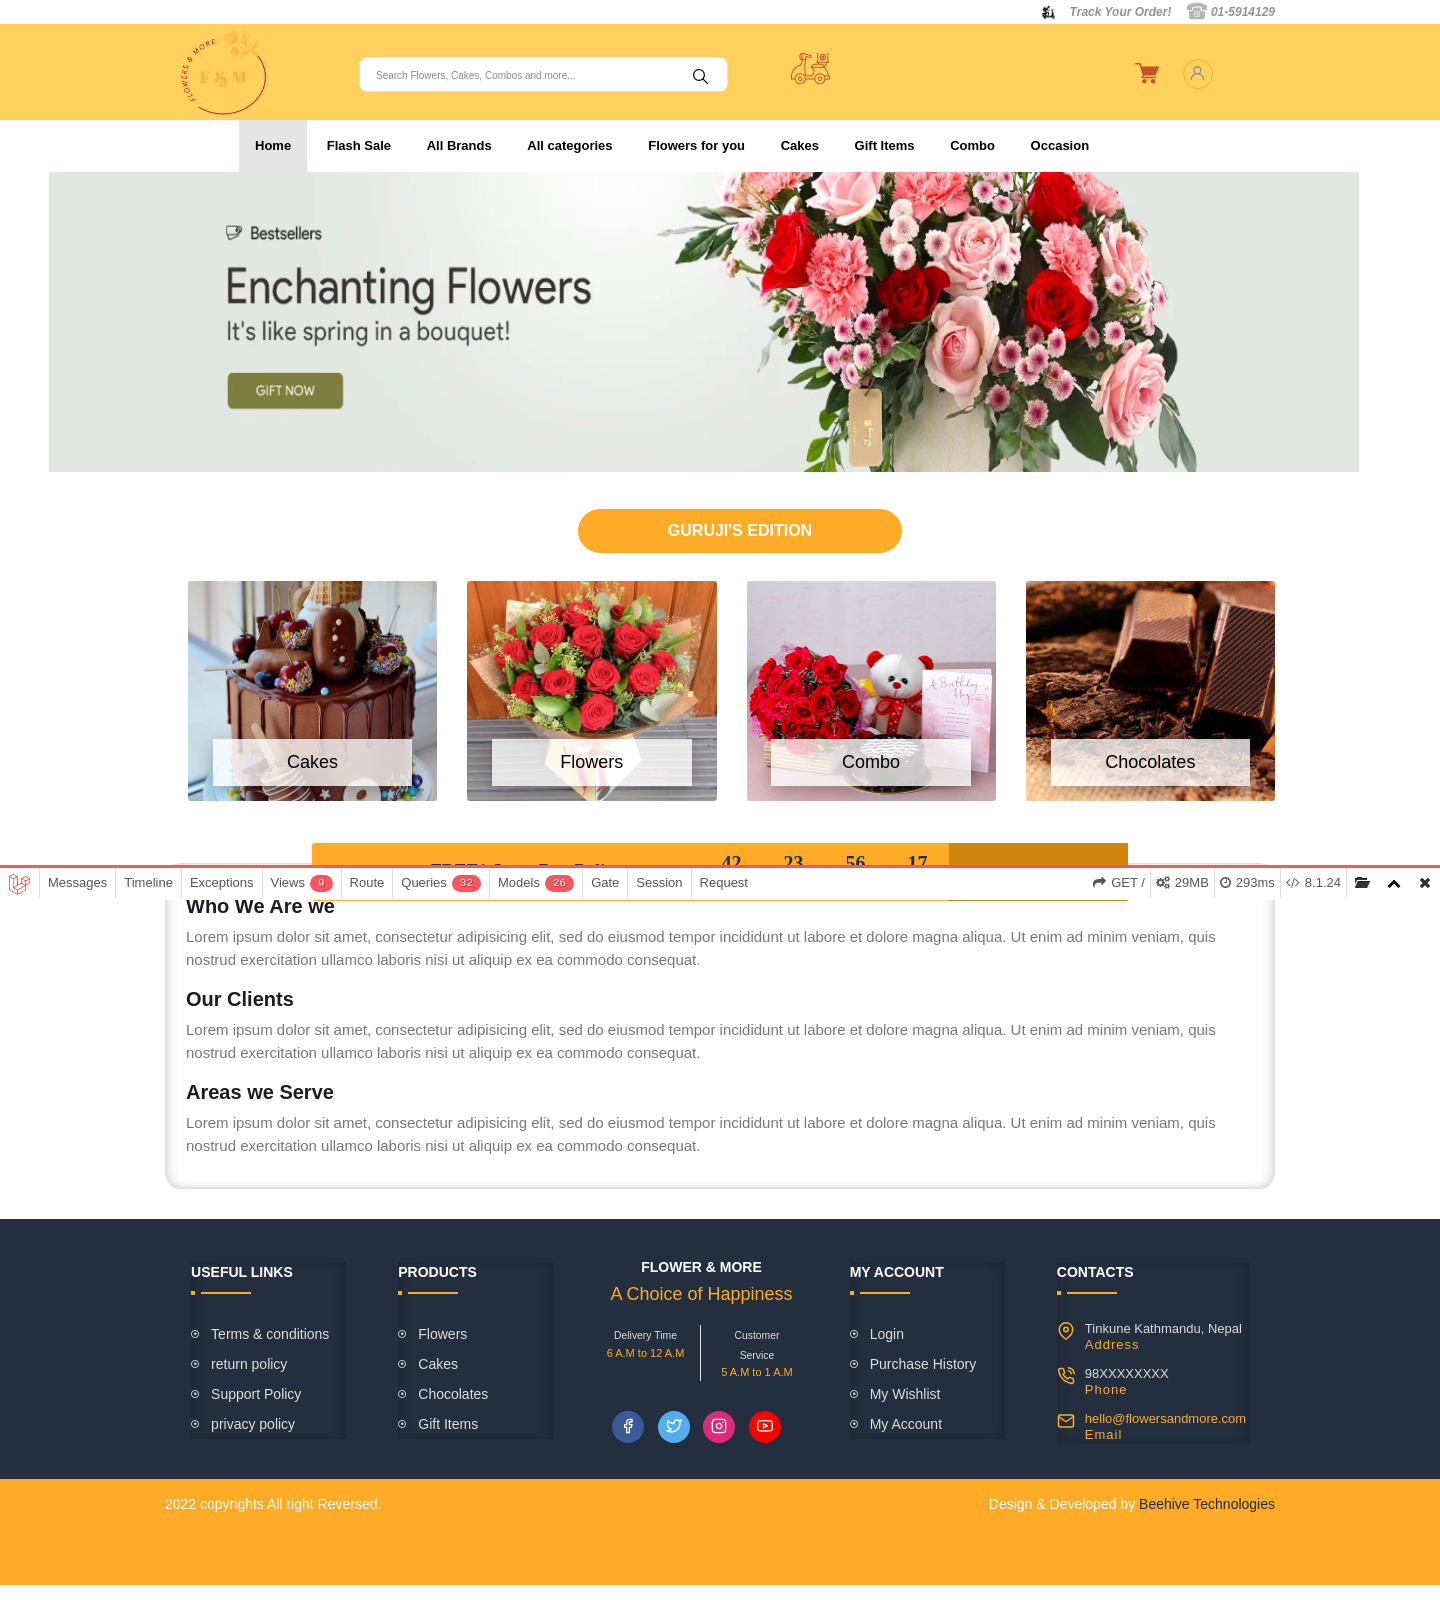 Track Your Order! 01-5914129
FLOWERS & MORE
F&M
Search Flowers, Cakes, Combos and more...
Home Flash Sale All Brands All categories Flowers for you Cakes Gift Items Combo Occasion
Bestsellers
Enchanting Flowers
It's like spring in a bouquet!
GIFT NOW
GURUJI'S EDITION
A Birthday Hug
Cakes Flowers Combo Chocolates
42 23 56 17
Messages Timeline Exceptions Views 9 Route Queries 32 Models 26 Gate Session Request GET / 29MB 293ms 8.1.24
Who We Are we
Lorem ipsum dolor sit amet, consectetur adipisicing elit, sed do eiusmod tempor incididunt ut labore et dolore magna aliqua. Ut enim ad minim veniam, quis
nostrud exercitation ullamco laboris nisi ut aliquip ex ea commodo consequat.
Our Clients
Lorem ipsum dolor sit amet, consectetur adipisicing elit, sed do eiusmod tempor incididunt ut labore et dolore magna aliqua. Ut enim ad minim veniam, quis
nostrud exercitation ullamco laboris nisi ut aliquip ex ea commodo consequat.
Areas we Serve
Lorem ipsum dolor sit amet, consectetur adipisicing elit, sed do eiusmod tempor incididunt ut labore et dolore magna aliqua. Ut enim ad minim veniam, quis
nostrud exercitation ullamco laboris nisi ut aliquip ex ea commodo consequat.
USEFUL LINKS
Terms & conditions
return policy
Support Policy
privacy policy
PRODUCTS
Flowers
Cakes
Chocolates
Gift Items
FLOWER & MORE
A Choice of Happiness
Delivery Time
6 A.M to 12 A.M
Customer
Service
5 A.M to 1 A.M
MY ACCOUNT
Login
Purchase History
My Wishlist
My Account
CONTACTS
Tinkune Kathmandu, Nepal
Address
98XXXXXXXX
Phone
hello@flowersandmore.com
Email
2022 copyrights All right Reversed.
Design & Developed by Beehive Technologies